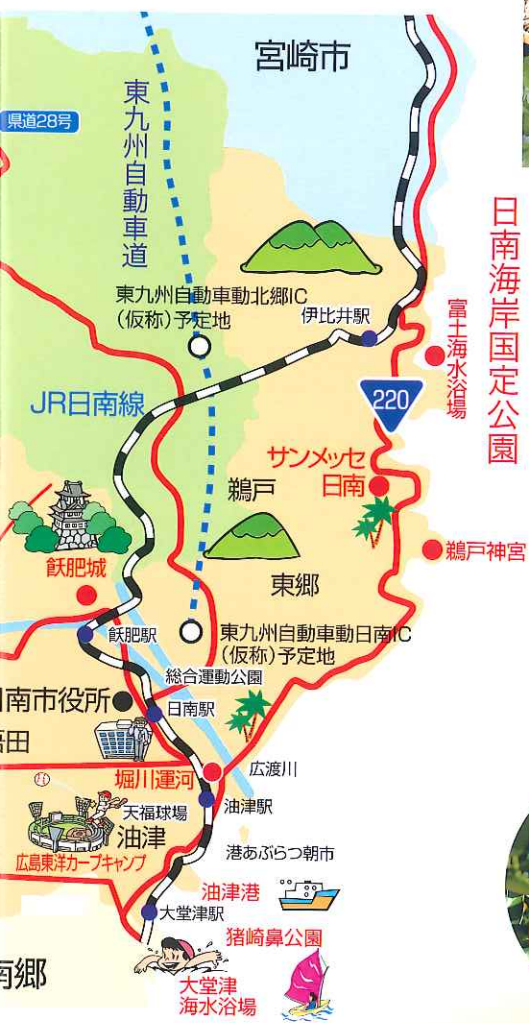 宮崎市
県道28号
東九州自動車道
日南海岸国定公園
東九州自動車動北郷IC
(仮称)予定地
伊比井駅
富土海水浴場
JR日南線
220
サンメッセ
日南
鵜戸
鵜戸神宮
飫肥城
東郷
飫肥駅
東九州自動車動日南IC
(仮称)予定地
総合運動公園
南市役所
日南駅
吾田
堀川運河
広渡川
天福球場
油津駅
油津
広島東洋カープキャンプ
港あぶらつ朝市
油津港
大堂津駅
猪崎鼻公園
南郷
大堂津
海水浴場